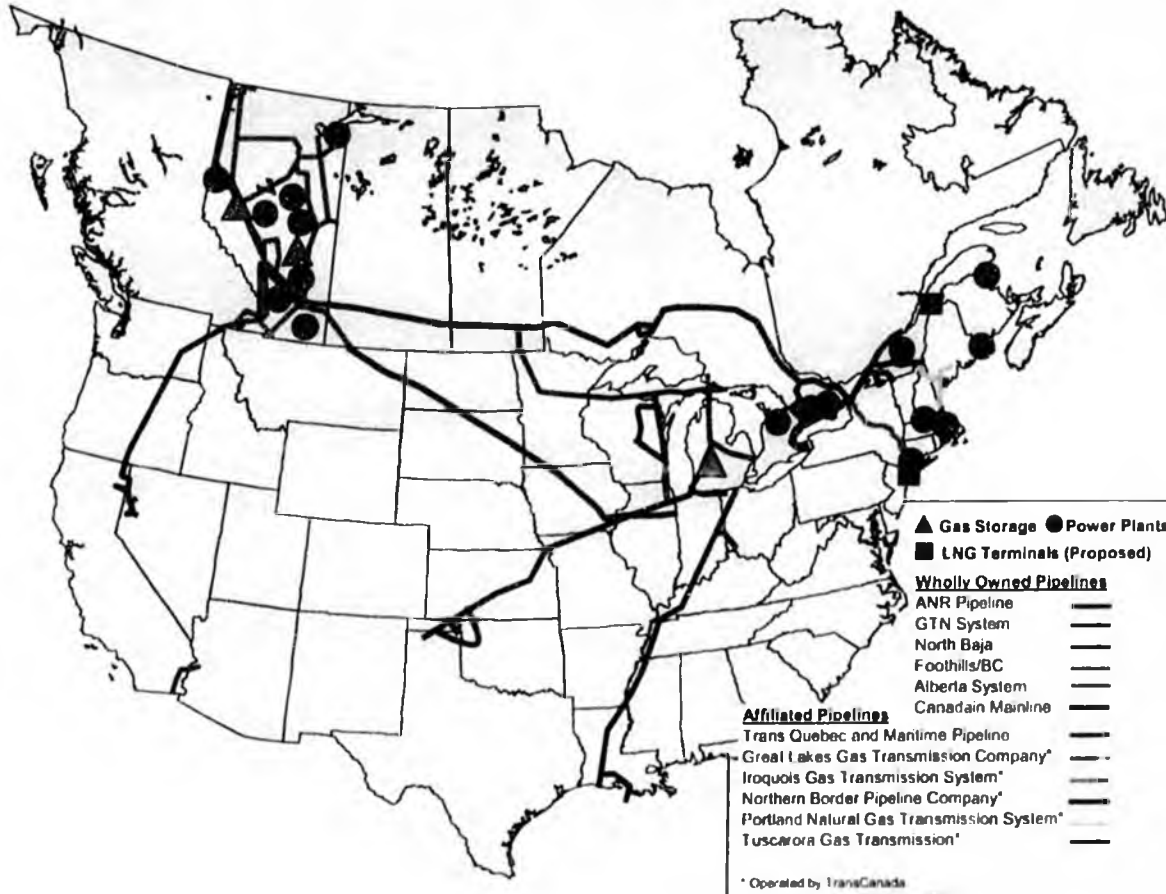 ▲ Gas Storage ● Power Plants
■ LNG Terminals (Proposed)
Wholly Owned Pipelines
ANR Pipeline
GTN System
North Baja
Foothills/BC
Alberta System
Canadain Mainline
Affiliated Pipelines
Trans Quebec and Maritime Pipeline
Great Lakes Gas Transmission Company*
Iroquois Gas Transmission System*
Northern Border Pipeline Company*
Portland Natural Gas Transmission System*
Tuscarora Gas Transmission*
* Operated by TransCanada